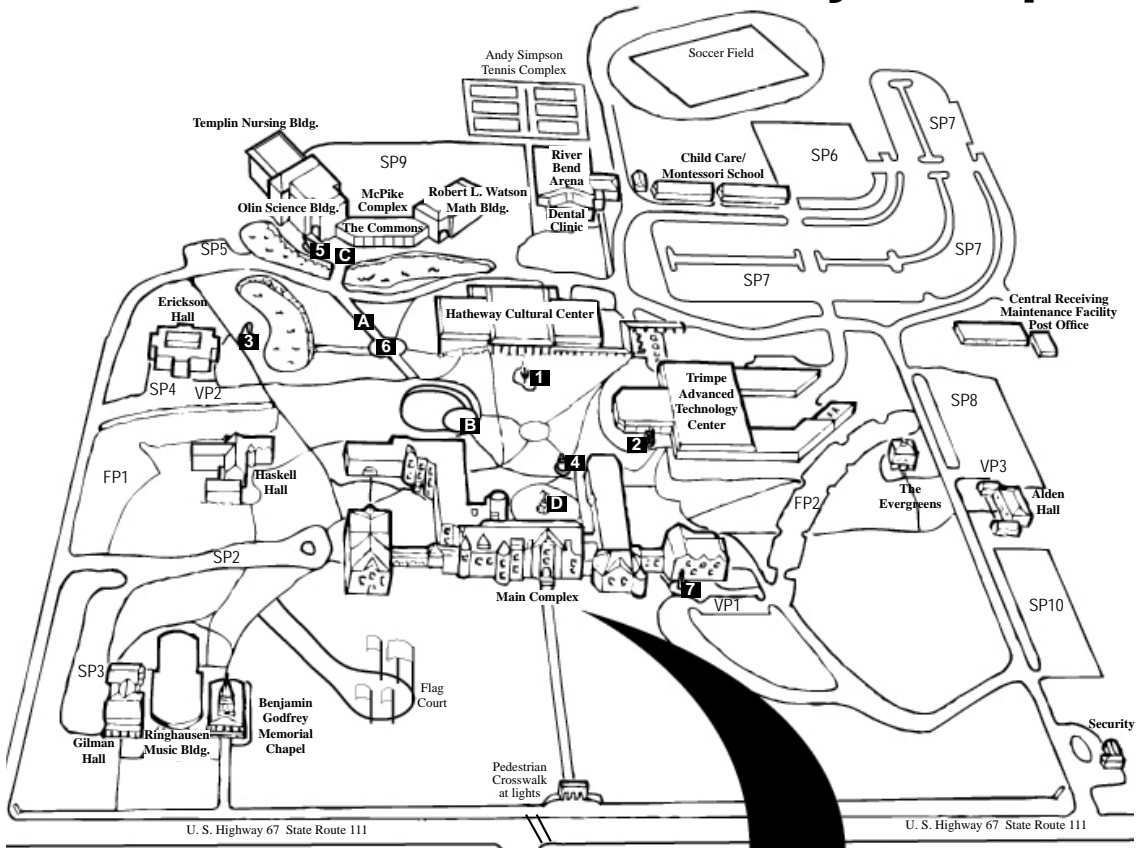 Soccer Field
Andy Simpson
Tennis Complex
SP7
Templin Nursing Bldg.
SP9
River
Bend
Arena
Child Care/
Montessori School
SP6
McPike
Complex
Robert L. Watson
Math Bldg.
Olin Science Bldg.
The Commons
Dental
Clinic
SP5
5
C
SP7
SP7
Erickson
Hall
A
Hatheway Cultural Center
Central Receiving
Maintenance Facility
Post Office
3
6
1
Trimpe
Advanced
Technology
Center
SP4
VP2
SP8
B
2
4
FP1
Haskell
Hall
VP3
The
Evergreens
Alden
Hall
D
FP2
SP2
Main Complex
7
VP1
SP10
SP3
Flag
Court
Benjamin
Godfrey
Memorial
Chapel
Gilman
Hall
Ringhausen
Music Bldg.
Security
Pedestrian
Crosswalk
at lights
U. S. Highway 67 State Route 111
U. S. Highway 67 State Route 111